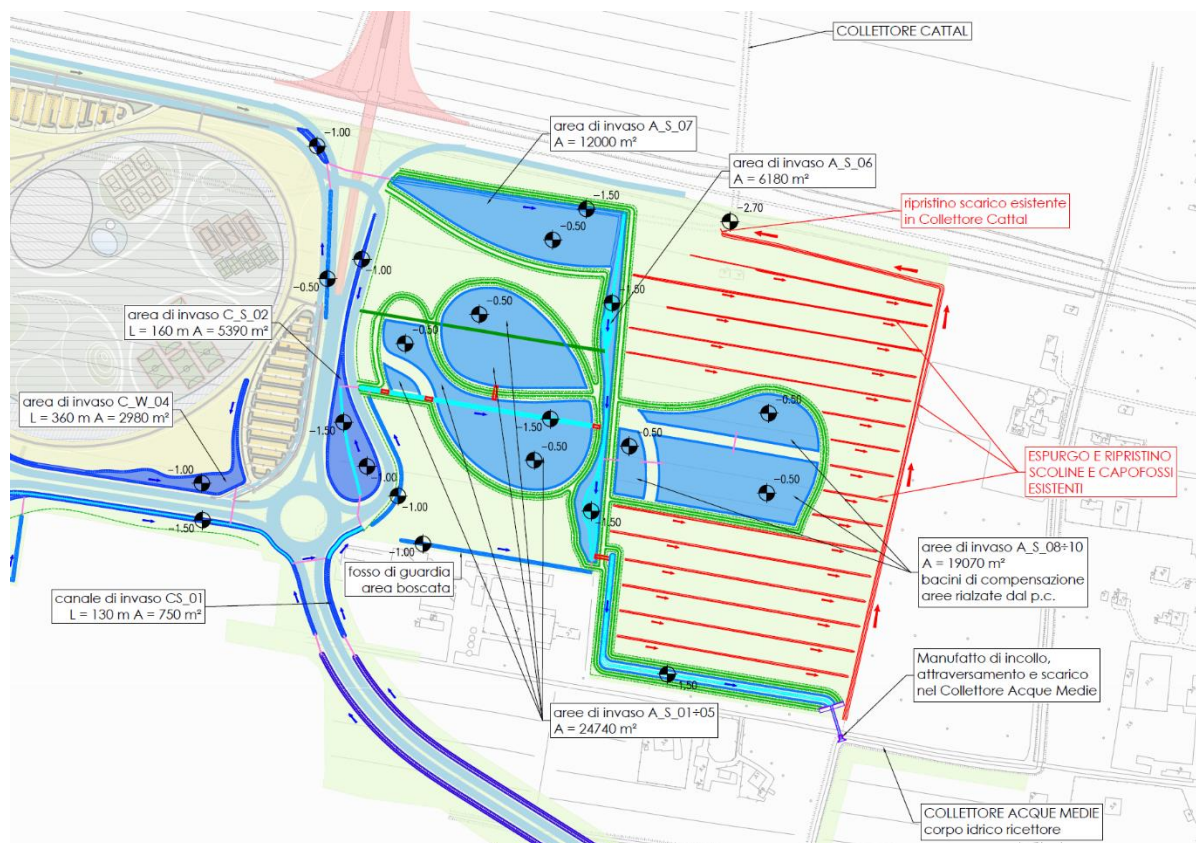 COLLETTORE CATTAL
-1.00
area di invaso A_S_07
A = 12000 m²
area di invaso A_S_06
A = 6180 m²
-1.50
-0.50
-2.70
ripristino scarico esistente
in Collettore Cattal
-1.00
-0.50
-1.50
area di invaso C_S_02
L = 160 m A = 5390 m²
-0.50
-0.50
area di invaso C_W_04
L = 360 m A = 2980 m²
-1.50
-1.50
-0.50
-0.50
-0.50
-0.50
-1.00
-1.00
-1.00
-1.50
-1.50
-1.00
ESPURGO E RIPRISTINO
SCOLINE E CAPOFOSSI
ESISTENTI
fosso di guardia
area boscata
aree di invaso A_S_08÷10
A = 19070 m²
bacini di compensazione
aree rialzate dal p.c.
canale di invaso CS_01
L = 130 m A = 750 m²
Manufatto di incollo,
attraversamento e scarico
nel Collettore Acque Medie
1.50
aree di invaso A_S_01÷05
A = 24740 m²
COLLETTORE ACQUE MEDIE
corpo idrico ricettore